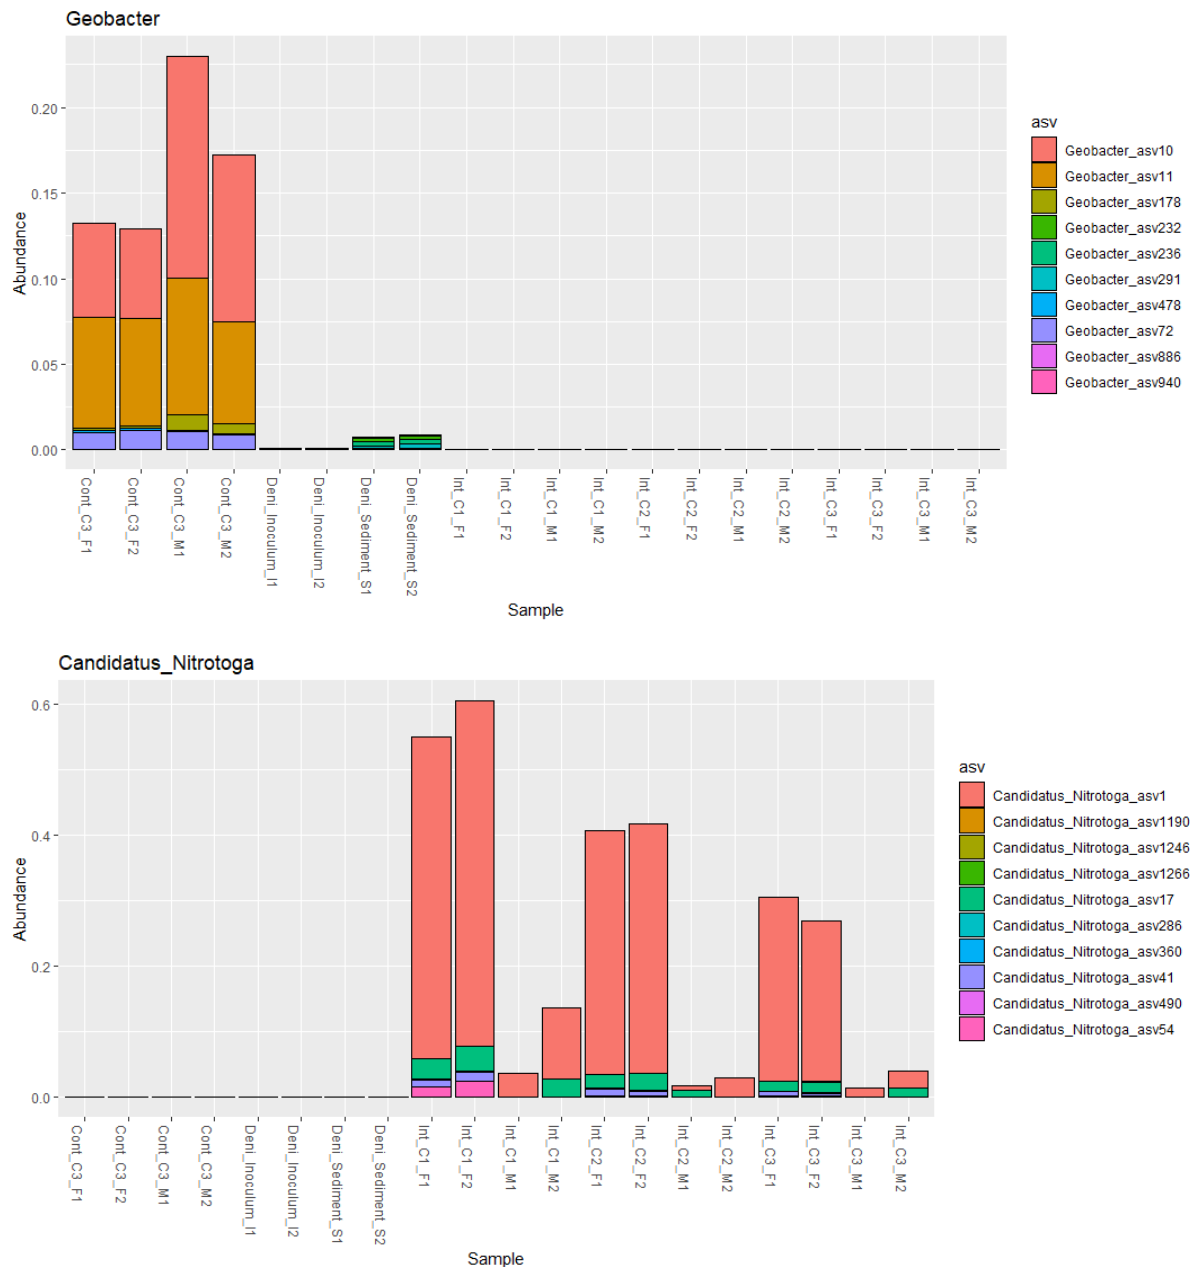 Geobacter
0.20
0.15
0.10
0.05
0.00
Abundance
Cont_C3_F1
Cont_C3_F2
Cont_C3_M1
Cont_C3_M2
Deni_Inoculum_I1
Deni_Inoculum_I2
Deni_Sediment_S1
Deni_Sediment_S2
Int_C1_F1
Int_C1_F2
Int_C1_M1
Int_C1_M2
Int_C2_F1
Int_C2_F2
Int_C2_M1
Int_C2_M2
Int_C3_F1
Int_C3_F2
Int_C3_M1
Int_C3_M2
Sample
asv
Geobacter_asv10
Geobacter_asv11
Geobacter_asv178
Geobacter_asv232
Geobacter_asv236
Geobacter_asv291
Geobacter_asv478
Geobacter_asv72
Geobacter_asv886
Geobacter_asv940
Candidatus_Nitrotoga
0.6
0.4
0.2
0.0
Abundance
Cont_C3_F1
Cont_C3_F2
Cont_C3_M1
Cont_C3_M2
Deni_Inoculum_I1
Deni_Inoculum_I2
Deni_Sediment_S1
Deni_Sediment_S2
Int_C1_F1
Int_C1_F2
Int_C1_M1
Int_C1_M2
Int_C2_F1
Int_C2_F2
Int_C2_M1
Int_C2_M2
Int_C3_F1
Int_C3_F2
Int_C3_M1
Int_C3_M2
Sample
asv
Candidatus_Nitrotoga_asv1
Candidatus_Nitrotoga_asv1190
Candidatus_Nitrotoga_asv1246
Candidatus_Nitrotoga_asv1266
Candidatus_Nitrotoga_asv17
Candidatus_Nitrotoga_asv286
Candidatus_Nitrotoga_asv360
Candidatus_Nitrotoga_asv41
Candidatus_Nitrotoga_asv490
Candidatus_Nitrotoga_asv54